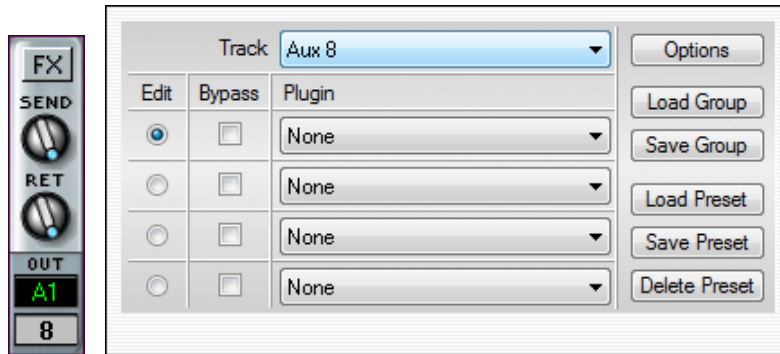 FX
SEND
RET
OUT
A1
8
Track Aux 8 Options
Edit Bypass Plugin Load Group
None Save Group
None Load Preset
None Save Preset
None Delete Preset